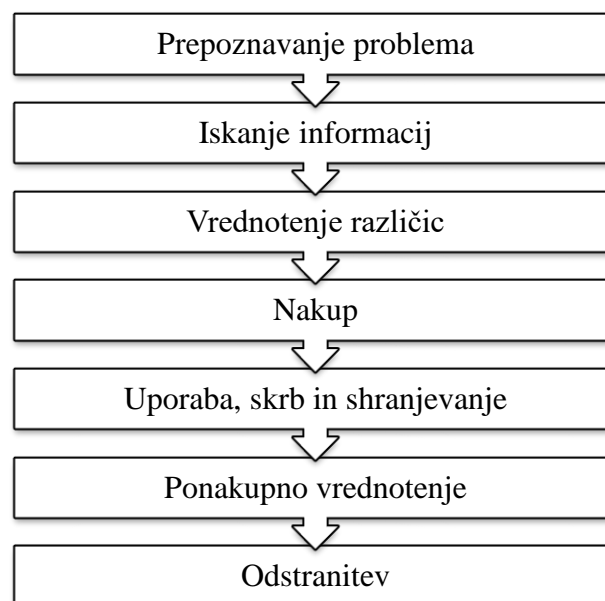 Prepoznavanje problema
Iskanje informacij
Vrednotenje različic
Nakup
Uporaba, skrb in shranjevanje
Ponakupno vrednotenje
Odstranitev